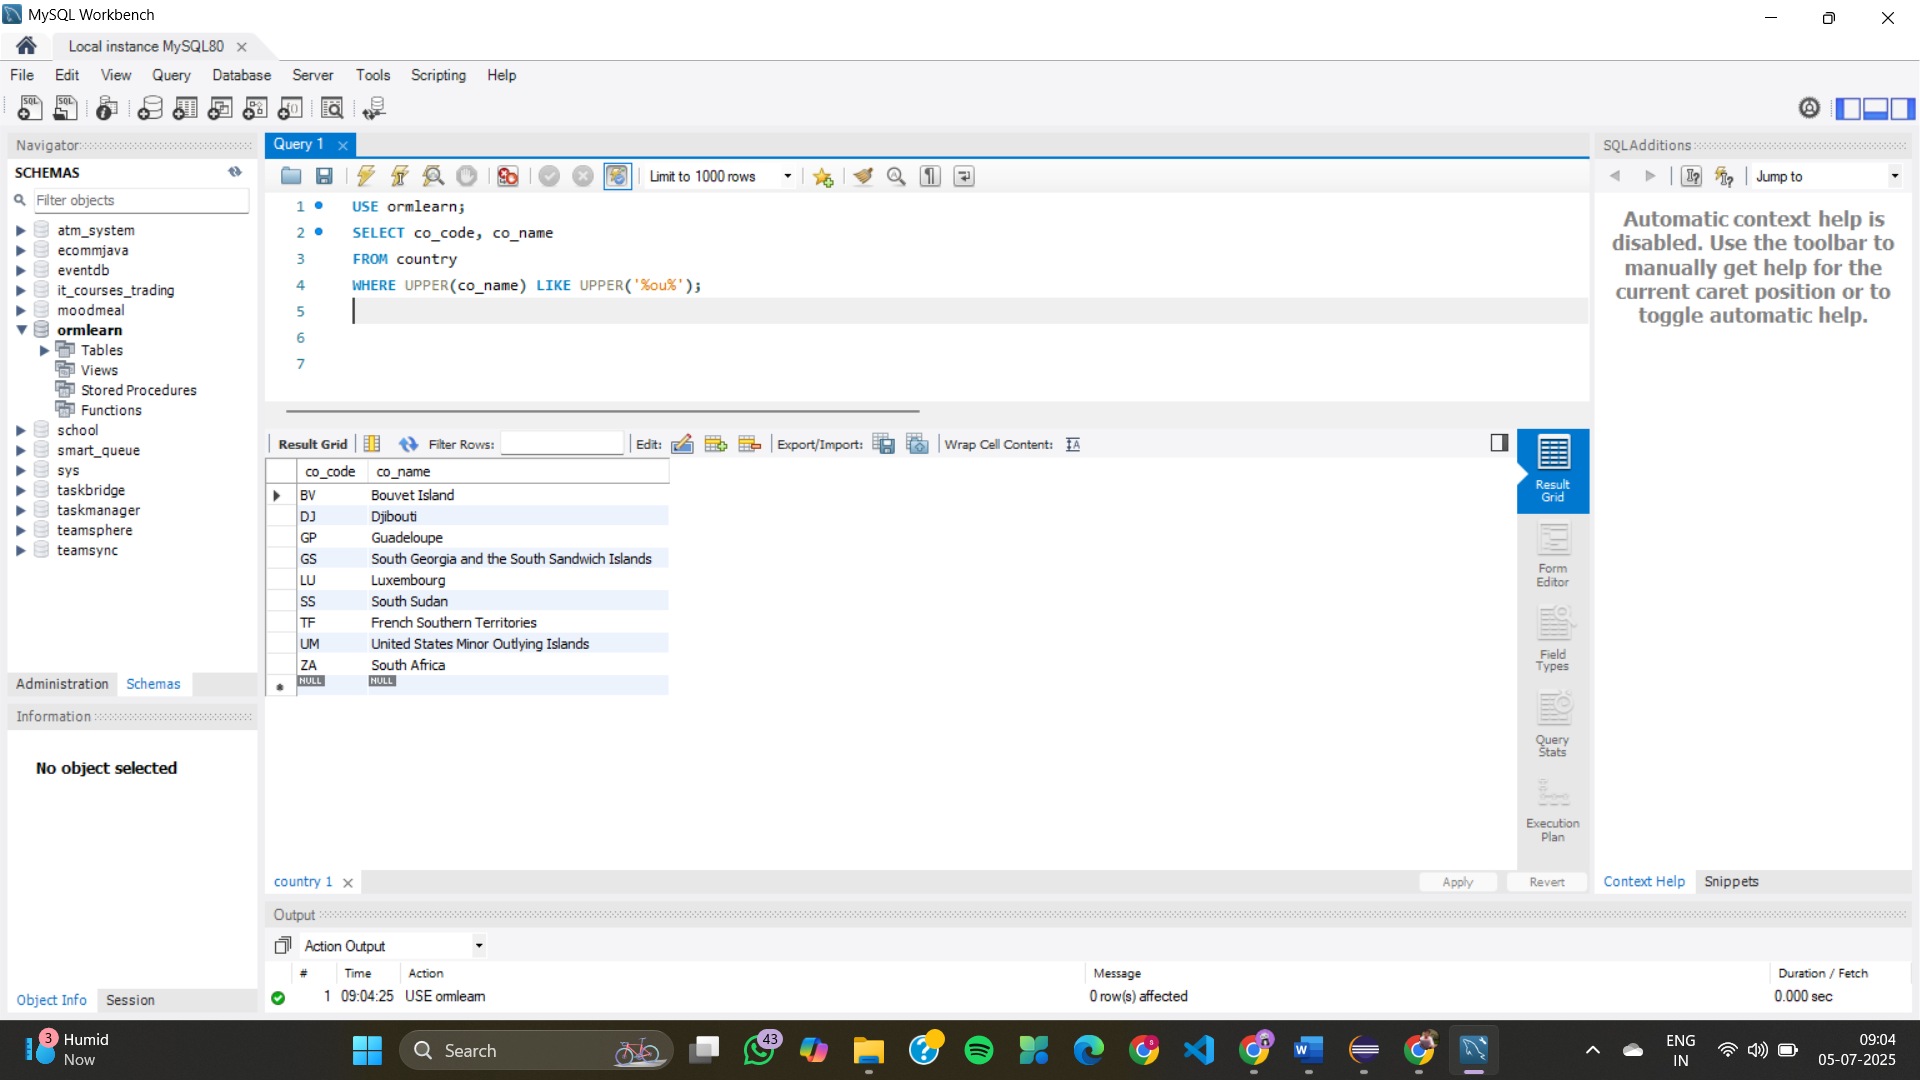 MySQL Workbench
Local instance MySQL80
File Edit View Query Database Server Tools Scripting Help
Navigator
SCHEMAS
Filter objects
atm_system
ecommjava
eventdb
it_courses_trading
moodmeal
ormlearn
Tables
Views
Stored Procedures
Functions
school
smart_queue
sys
taskbridge
taskmanager
teamsphere
teamsync
Administration Schemas
Information
No object selected
Object Info Session
Query 1
Limit to 1000 rows
1 USE ormlearn;
2 SELECT co_code, co_name
3 FROM country
4 WHERE UPPER(co_name) LIKE UPPER('%ou%');
5
6
7
Result Grid Filter Rows: Edit: Export/Import: Wrap Cell Content:
co_code co_name
BV Bouvet Island
DJ Djibouti
GP Guadeloupe
GS South Georgia and the South Sandwich Islands
LU Luxembourg
SS South Sudan
TF French Southern Territories
UM United States Minor Outlying Islands
ZA South Africa
NULL NULL
Result
Grid
Form
Editor
Field
Types
Query
Stats
Execution
Plan
country 1
Apply Revert
SQLAdditions
Jump to
Automatic context help is
disabled. Use the toolbar to
manually get help for the
current caret position or to
toggle automatic help.
Context Help Snippets
Output
Action Output
# Time Action Message Duration / Fetch
1 09:04:25 USE ormlearn 0 row(s) affected 0.000 sec
3
Humid
Now
Search
43
ENG
IN
09:04
05-07-2025